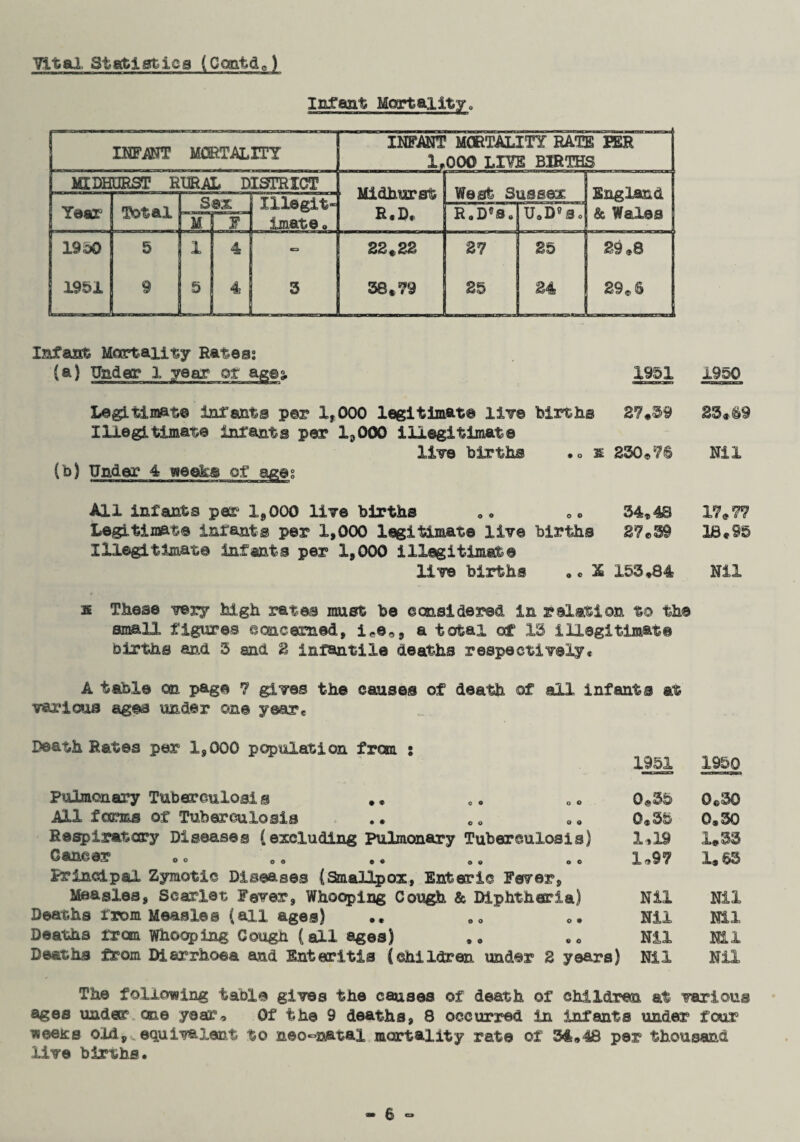 Vital Statistics (Contd.)
Infant Mortality.
INFANT MORTALITY
INFANT MORTALITY RATE PER 1,000 LIVE BIRTHS
MIDHURST RURAL DISTRICT
Midhurst R.D.
West Sussex
England & Wales
Year Total Sex Illegit-imate. R.D's. U.D's.
M F
1950 5 1 4 - 22.22 27 25 29.8
1951 9 5 4 3 38.79 25 24 29.6
Infant Mortality Rates:
(a) Under 1 year of age. 1951 1950
Legitimate infants per 1,000 legitimate live births 27.39 23.69
Illegitimate infants per 1,000 illegitimate
live births .. x 230.76 Nil
(b) Under 4 weeks of age:
All infants per 1,000 live births .. .. 34.48 17.77
Legitimate infants per 1,000 legitimate live births 27.39 18.95
Illegitimate infants per 1,000 illegitimate
live births .. x 153.84 Nil
x These very high rates must be considered in relation to the
small figures concerned, i.e., a total of 13 illegitimate
births and 3 and 2 infantile deaths respectively.
A table on page 7 gives the causes of death of all infants at
various ages under one year.
Death Rates per 1,000 population from :
1951 1950
Pulmonary Tuberculosis .. .. .. 0.35 0.30
All forms of Tuberculosis .. .. .. 0.35 0.30
Respiratory Diseases (excluding Pulmonary Tuberculosis) 1.19 1.33
Cancer .. .. .. .. .. 1.97 1.63
Principal Zymotic Diseases (Smallpox, Enteric Fever,
Measles, Scarlet Fever, Whooping Cough & Diphtheria) Nil Nil
Deaths from Measles (all ages) .. .. .. Nil Nil
Deaths from Whooping Cough (all ages) .. .. Nil Nil
Deaths from Diarrhoea and Enteritis (children under 2 years) Nil Nil
The following table gives the causes of death of children at various
ages under one year. Of the 9 deaths, 8 occurred in infants under four
weeks old, equivalent to neo-natal mortality rate of 34.48 per thousand
live births.
- 6 -